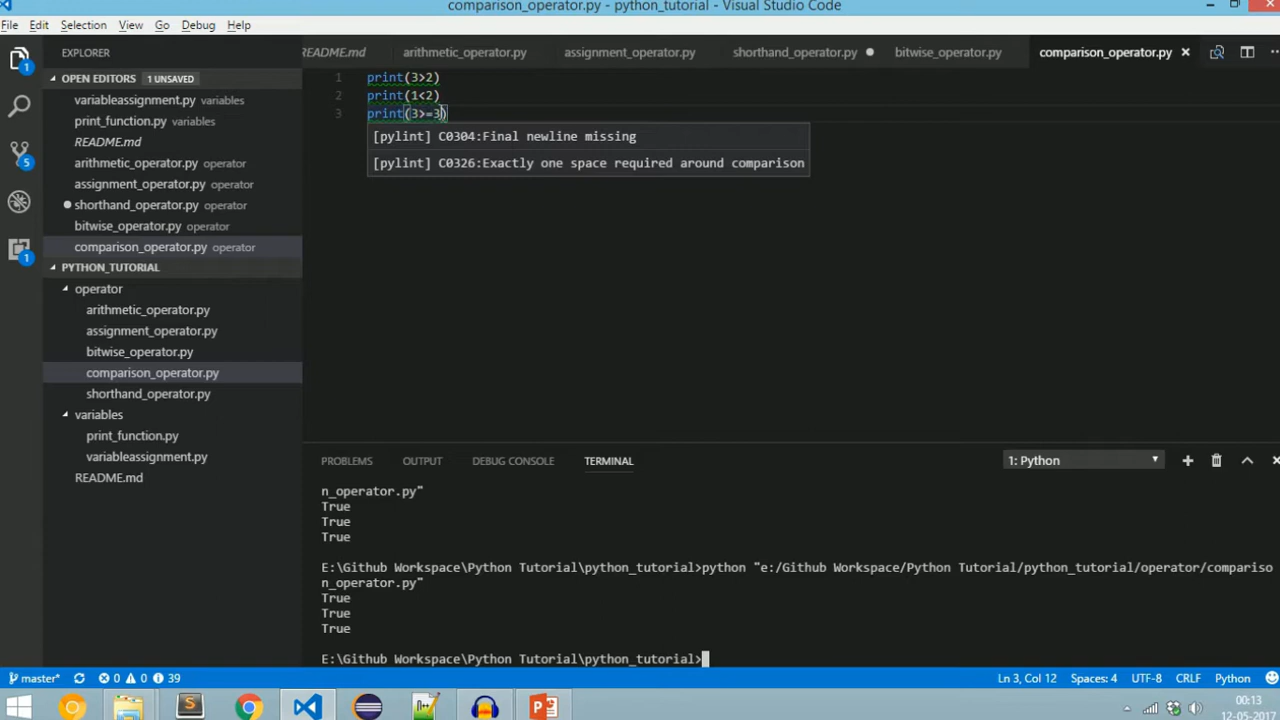 comparison_operator.py - python_tutorial - Visual Studio Code
File Edit Selection View Go Debug Help
EXPLORER
README.md arithmetic_operator.py assignment_operator.py shorthand_operator.py bitwise_operator.py comparison_operator.py
OPEN EDITORS 1 UNSAVED
variableassignment.py variables
print_function.py variables
README.md
arithmetic_operator.py operator
assignment_operator.py operator
shorthand_operator.py operator
bitwise_operator.py operator
comparison_operator.py operator
PYTHON_TUTORIAL
operator
arithmetic_operator.py
assignment_operator.py
bitwise_operator.py
comparison_operator.py
shorthand_operator.py
variables
print_function.py
variableassignment.py
README.md
1
5
1
1 print(3>2)
2 print(1<2)
3 print(3>=3)
[pylint] C0304:Final newline missing
[pylint] C0326:Exactly one space required around comparison
PROBLEMS OUTPUT DEBUG CONSOLE TERMINAL 1: Python
n_operator.py"
True
True
True
E:\Github Workspace\Python Tutorial\python_tutorial>python "e:/Github Workspace/Python Tutorial/python_tutorial/operator/compariso
n_operator.py"
True
True
True
E:\Github Workspace\Python Tutorial\python_tutorial>
master* 0 0 39 Ln 3, Col 12 Spaces: 4 UTF-8 CRLF Python
00:13
12-05-2017